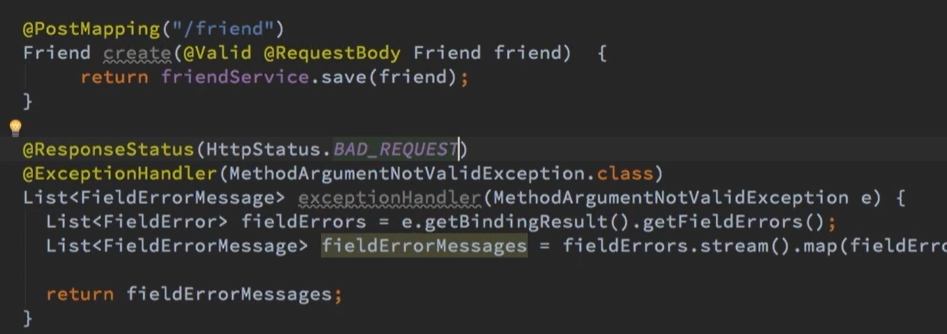 @PostMapping("/friend")
Friend create(@Valid @RequestBody Friend friend)  {
return friendService.save(friend);
}
@ResponseStatus(HttpStatus.BAD_REQUEST)
@ExceptionHandler(MethodArgumentNotValidException.class)
List<FieldErrorMessage> exceptionHandler(MethodArgumentNotValidException e) {
List<FieldError> fieldErrors = e.getBindingResult().getFieldErrors();
List<FieldErrorMessage> fieldErrorMessages = fieldErrors.stream().map(fieldErro
return fieldErrorMessages;
}